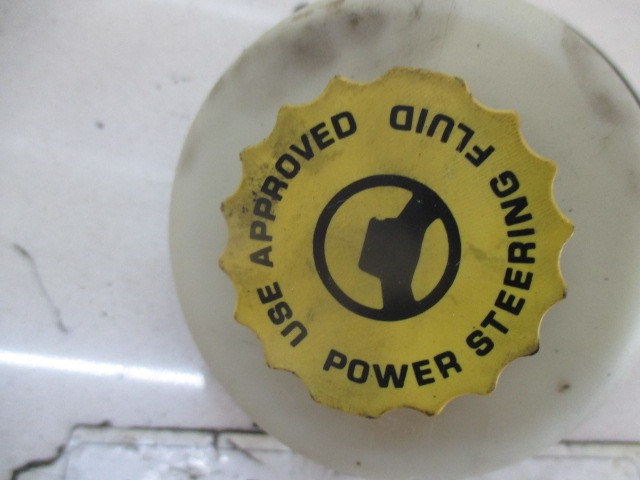 USE APPROVED
POWER STEERING FLUID